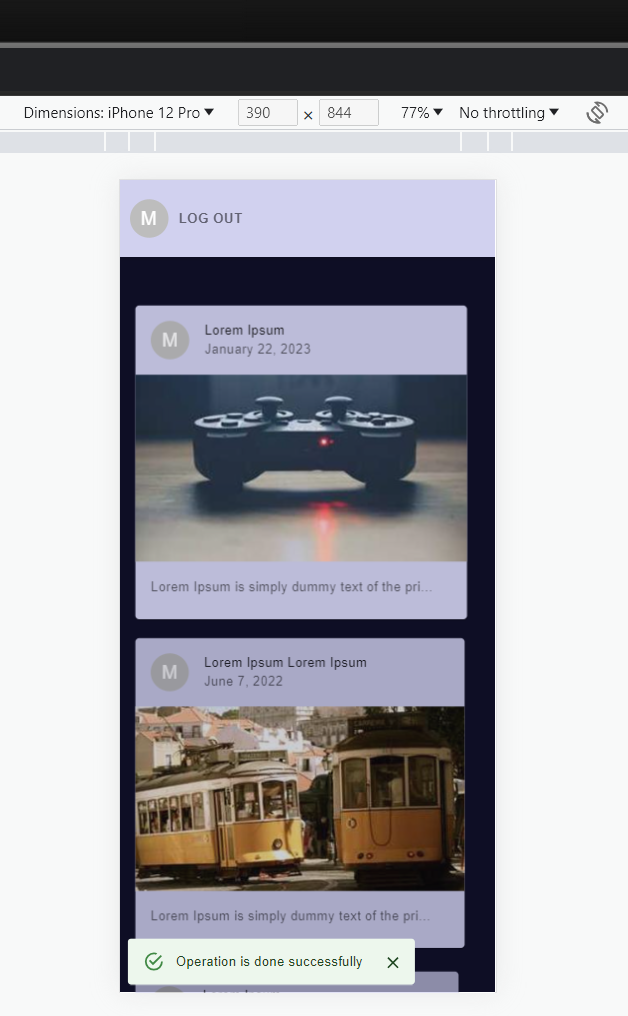 Dimensions: iPhone 12 Pro 390 × 844 77% No throttling
M LOG OUT
M Lorem Ipsum
January 22, 2023
Lorem Ipsum is simply dummy text of the pri...
M Lorem Ipsum Lorem Ipsum
June 7, 2022
Lorem Ipsum is simply dummy text of the pri...
Operation is done successfully